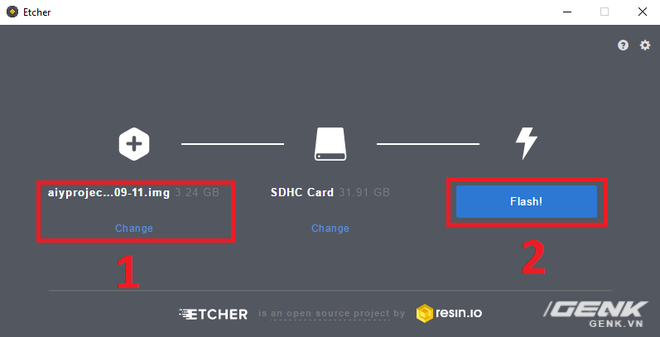 Etcher
aiyprojec...09-11.img 3.24 GB
SDHC Card 31.91 GB
Flash!
Change
Change
1
2
ETCHER is an open source project by resin.io
GENK
GENK.VN